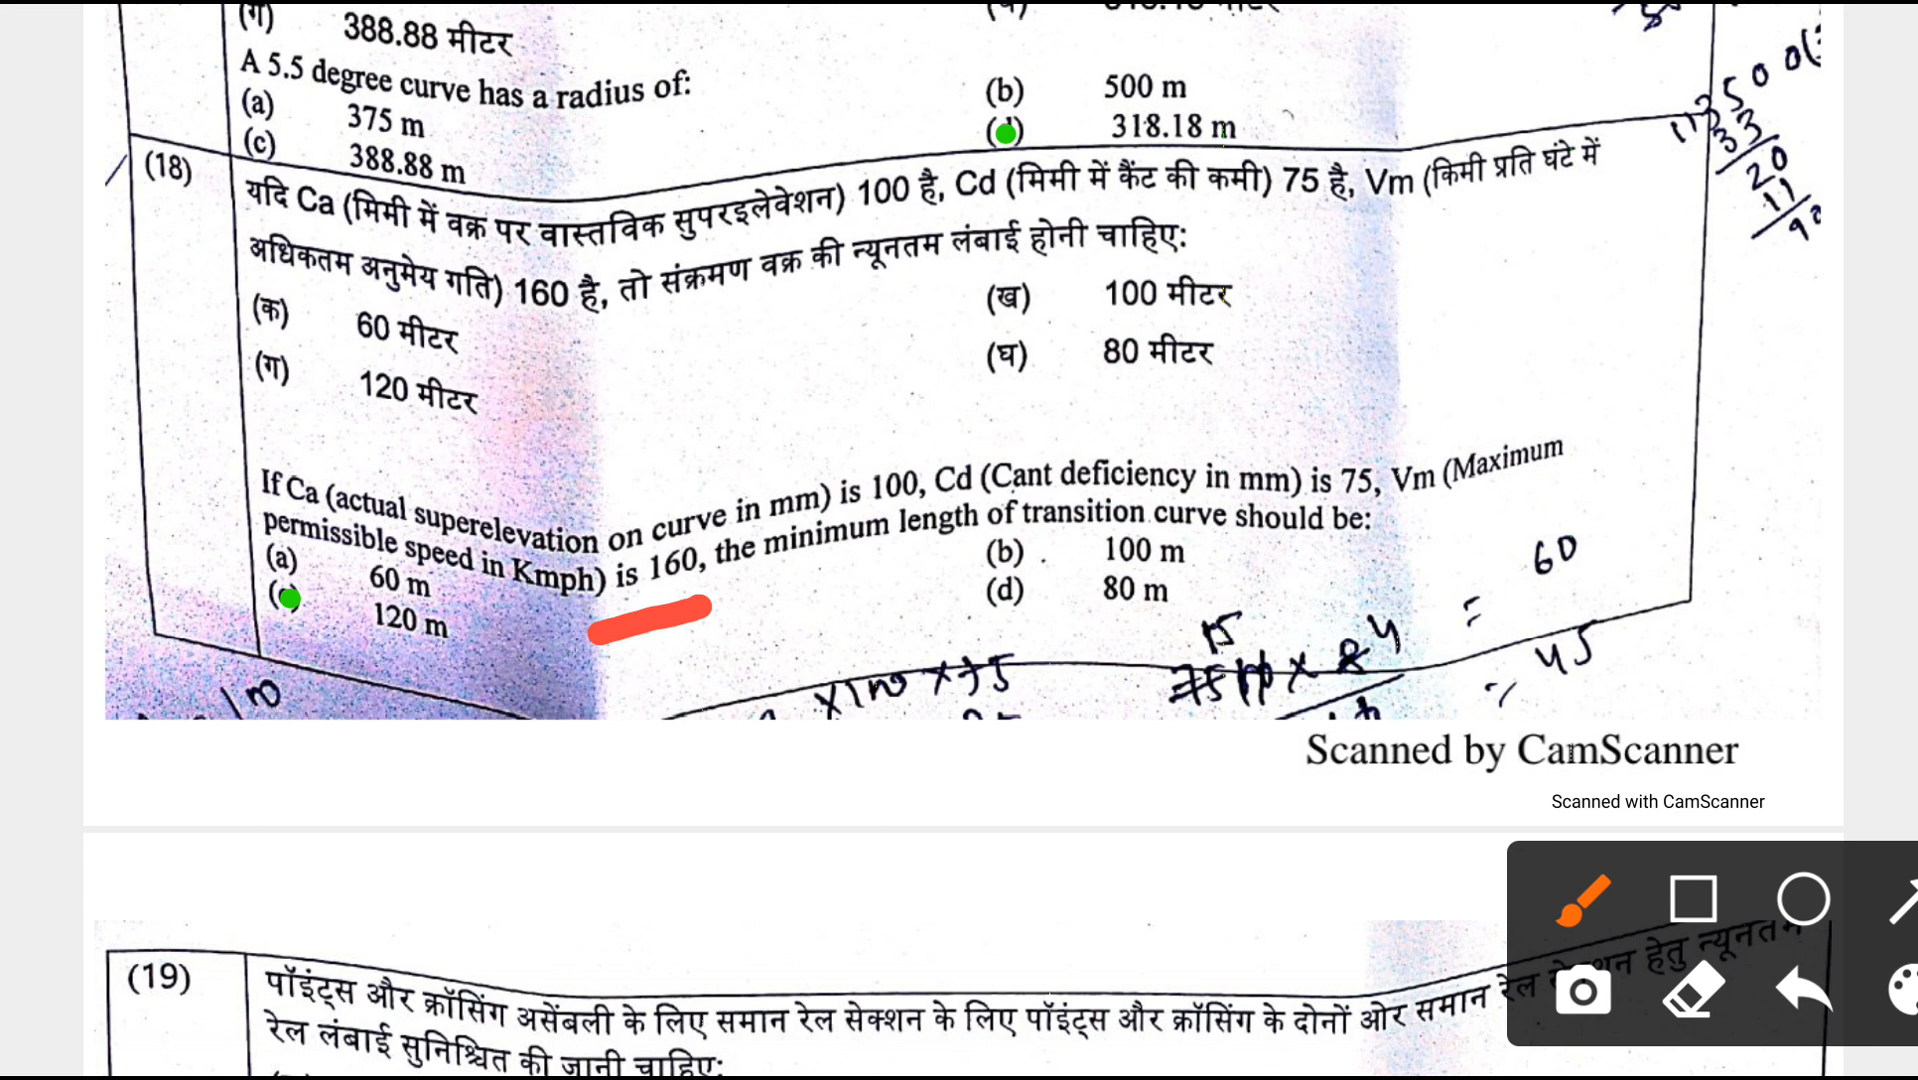 (ग) 388.88 मीटर
A 5.5 degree curve has a radius of:
(a) 375 m (b) 500 m
(c) 388.88 m (d) 318.18 m
(18) यदि Ca (मिमी में वक्र पर वास्तविक सुपरइलेवेशन) 100 है, Cd (मिमी में कैंट की कमी) 75 है, Vm (किमी प्रति घंटे में
अधिकतम अनुमेय गति) 160 है, तो संक्रमण वक्र की न्यूनतम लंबाई होनी चाहिए:
(क) 60 मीटर (ख) 100 मीटर
(ग) 120 मीटर (घ) 80 मीटर
If Ca (actual superelevation on curve in mm) is 100, Cd (Cant deficiency in mm) is 75, Vm (Maximum
permissible speed in Kmph) is 160, the minimum length of transition curve should be:
(a) 60 m (b) 100 m
(c) 120 m (d) 80 m
= 60
= 45
Scanned by CamScanner
Scanned with CamScanner
(19) पॉइंट्स और क्रॉसिंग असेंबली के लिए समान रेल सेक्शन के लिए पॉइंट्स और क्रॉसिंग के दोनों ओर समान रेल सेक्शन हेतु न्यूनतम
रेल लंबाई सुनिश्चित की जानी चाहिए: